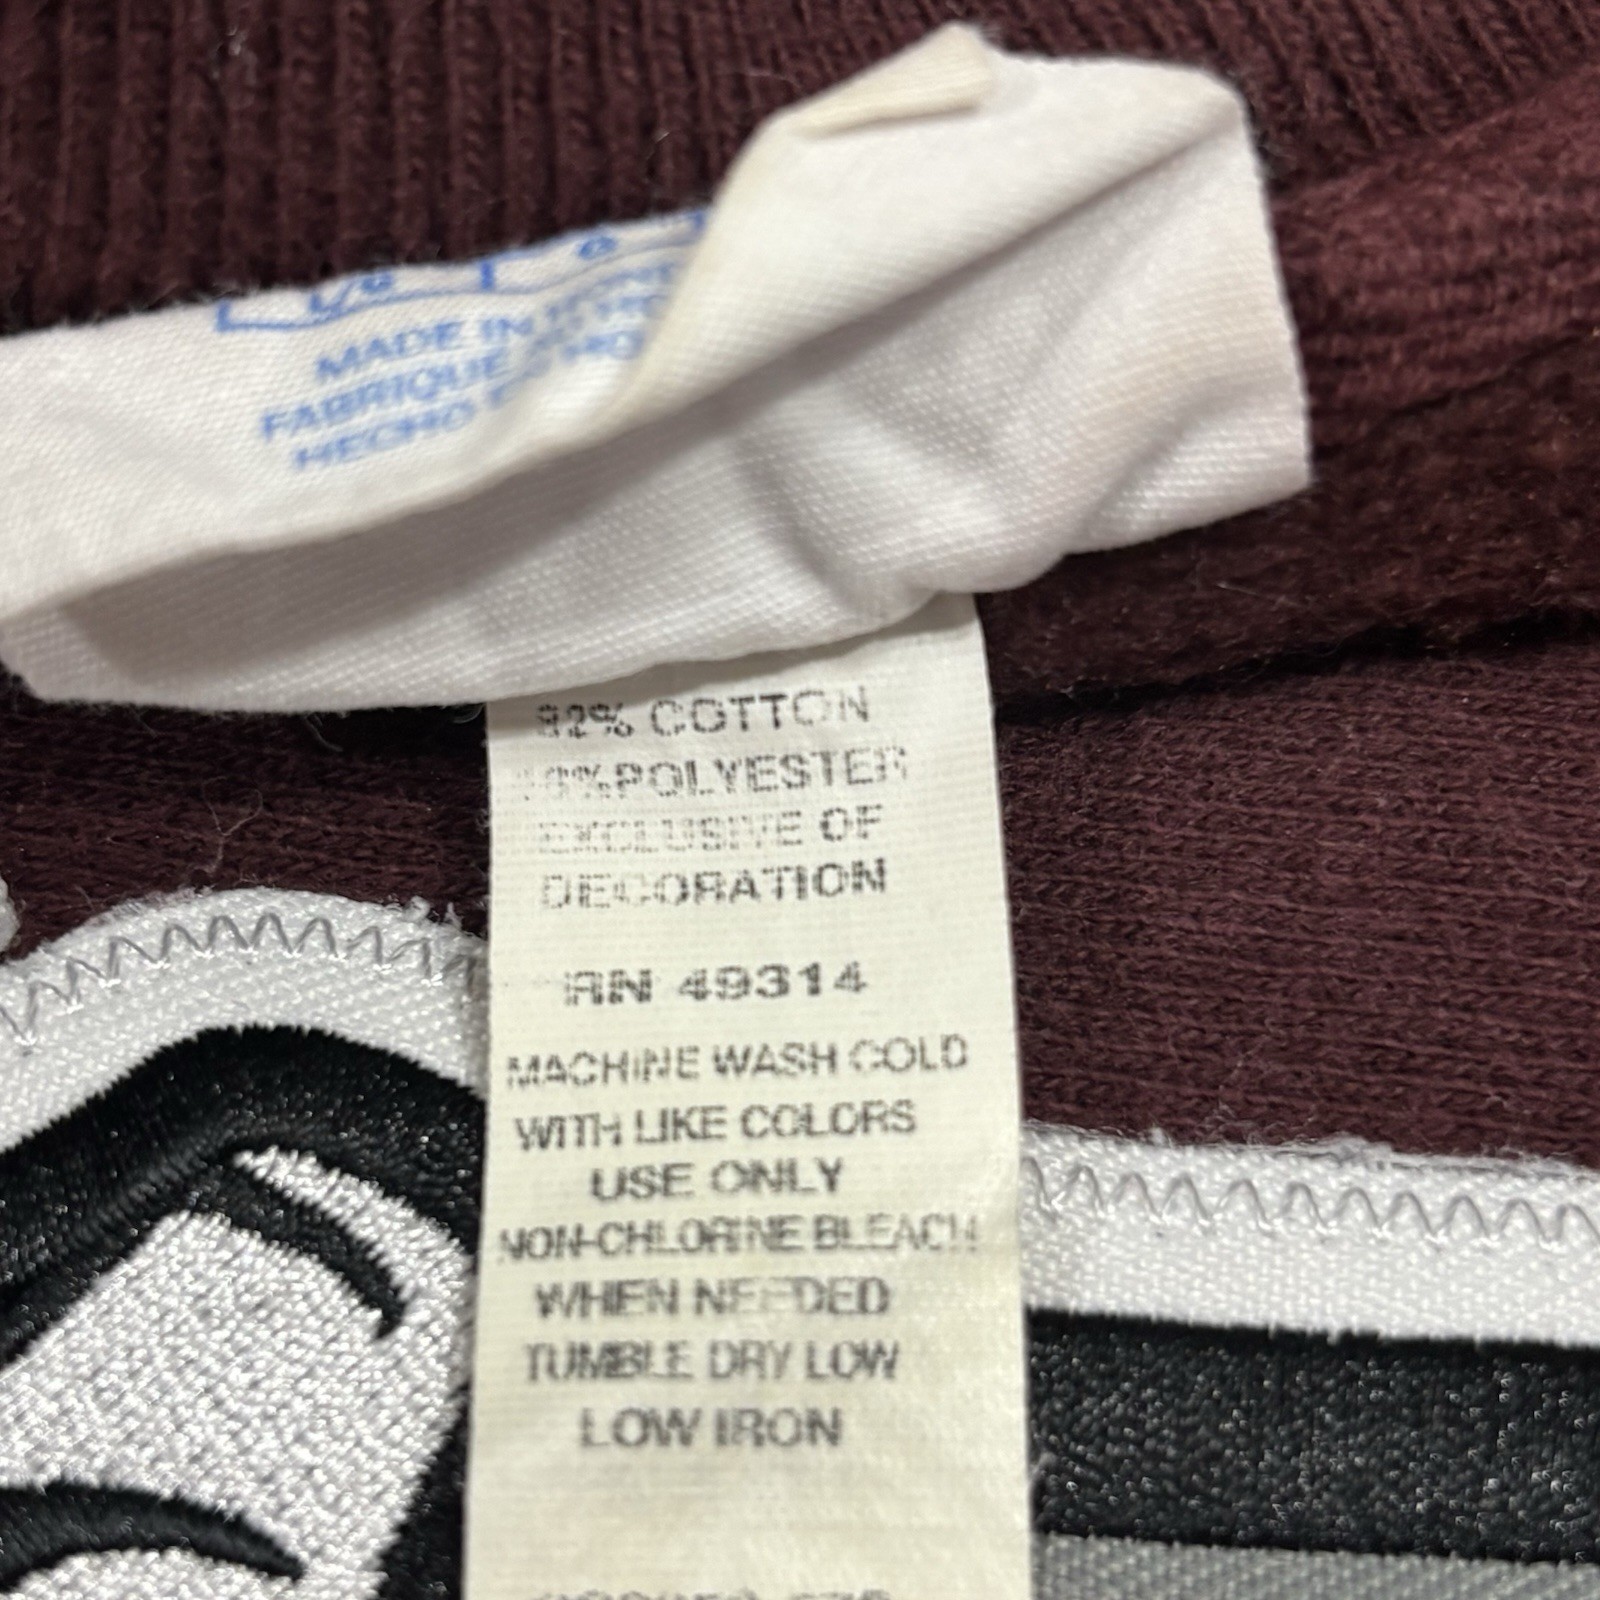 L/G
MADE IN
FABRIQUE
HECHO
COTTON
POLYESTER
EXCLUSIVE OF
DECORATION
RN 49314
MACHINE WASH COLD
WITH LIKE COLORS
USE ONLY
NON-CHLORINE BLEACH
WHEN NEEDED
TUMBLE DRY LOW
LOW IRON